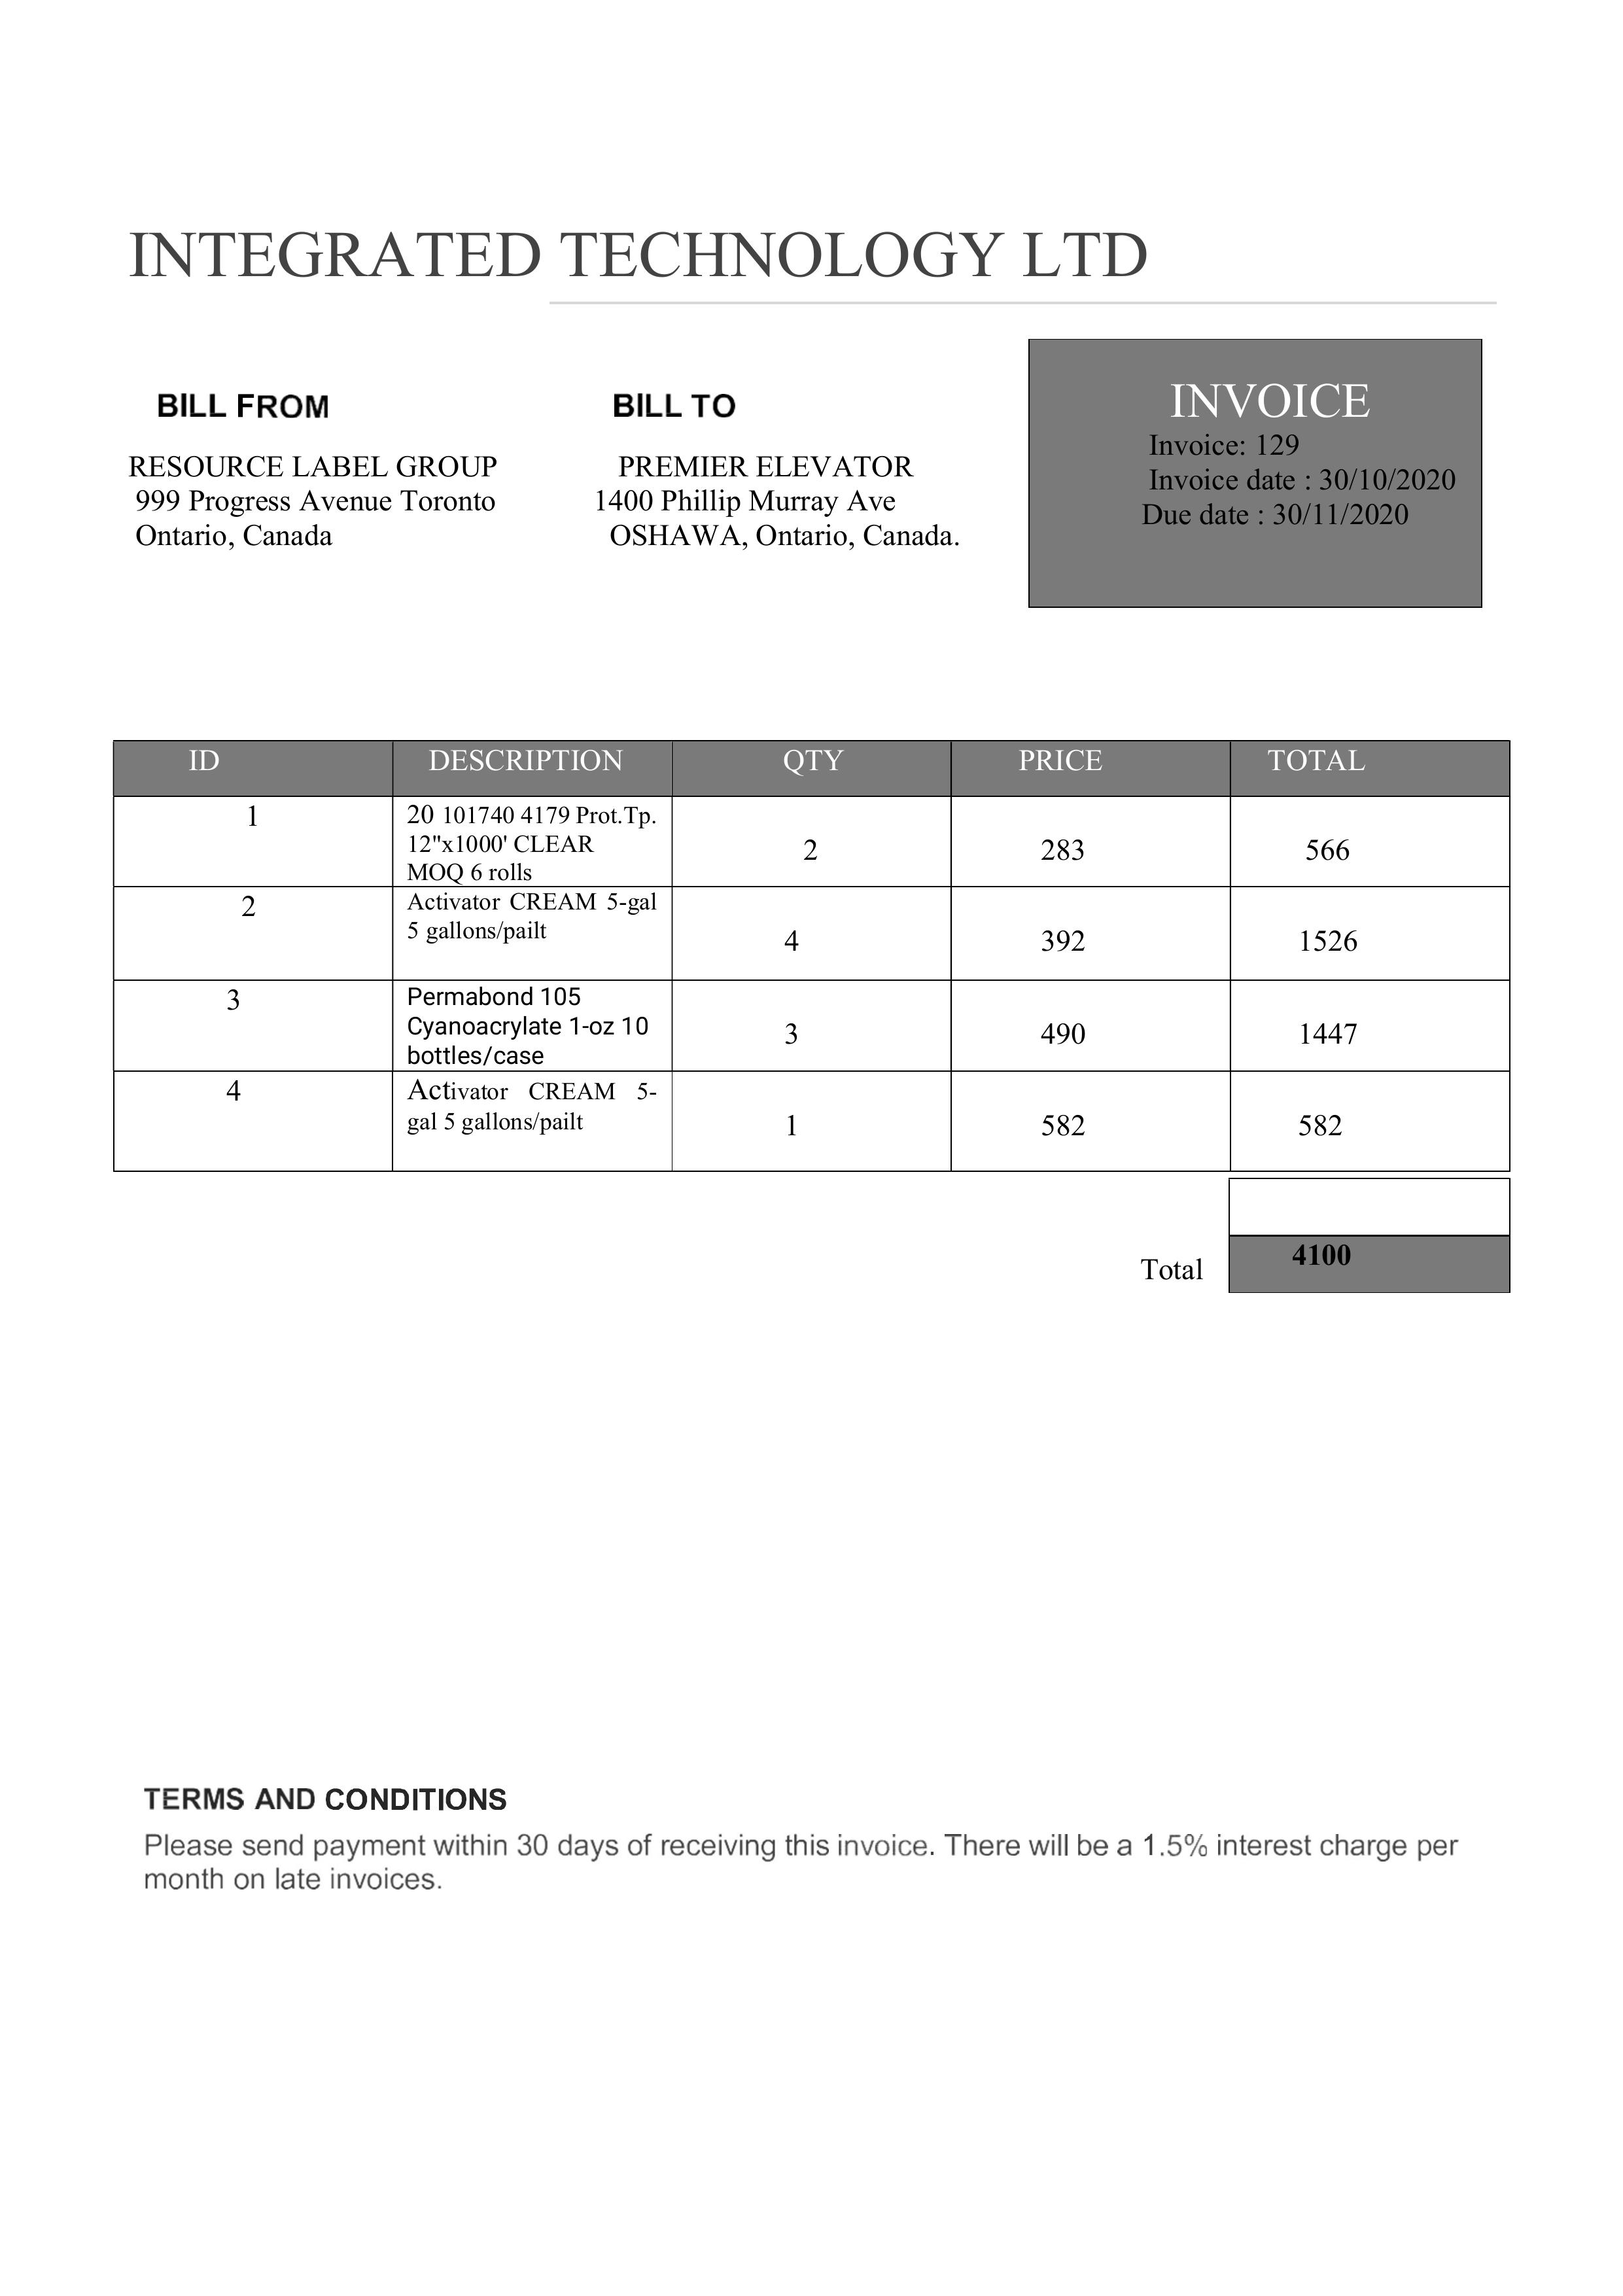 INTEGRATED TECHNOLOGY LTD
BILL FROM
RESOURCE LABEL GROUP
999 Progress Avenue Toronto
Ontario, Canada
BILL TO
PREMIER ELEVATOR
1400 Phillip Murray Ave
OSHAWA, Ontario, Canada.
INVOICE
Invoice: 129
Invoice date : 30/10/2020
Due date : 30/11/2020
ID DESCRIPTION QTY PRICE TOTAL
1 20 101740 4179 Prot.Tp.
12"x1000' CLEAR
MOQ 6 rolls
2 283 566
2 Activator CREAM 5-gal
5 gallons/pailt
4 392 1526
3 Permabond 105
Cyanoacrylate 1-oz 10
bottles/case
3 490 1447
4 Activator CREAM 5-
gal 5 gallons/pailt
1 582 582
Total 4100
TERMS AND CONDITIONS
Please send payment within 30 days of receiving this invoice. There will be a 1.5% interest charge per
month on late invoices.